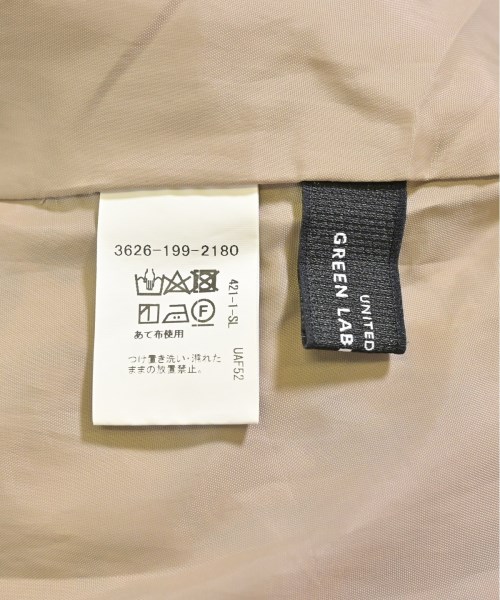 3626-199-2180
F
あて布使用
つけ置き洗い・濡れた
ままの放置禁止。
421-1-SL
UAF52
UNITED
GREEN LAB